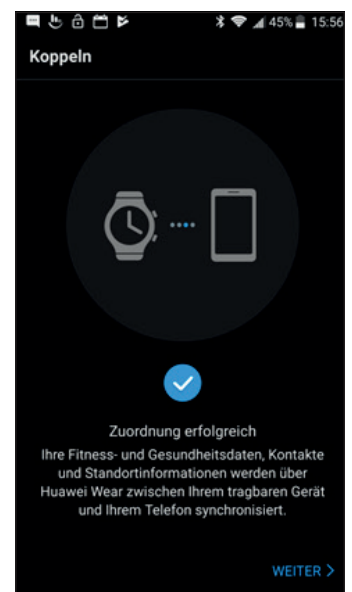 45% 15:56
Koppeln
Zuordnung erfolgreich
Ihre Fitness- und Gesundheitsdaten, Kontakte
und Standortinformationen werden über
Huawei Wear zwischen Ihrem tragbaren Gerät
und Ihrem Telefon synchronisiert.
WEITER >